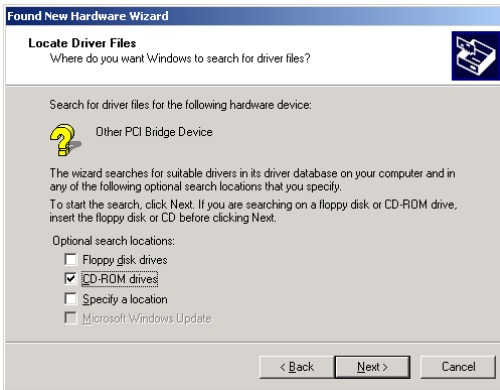 Found New Hardware Wizard
Locate Driver Files
Where do you want Windows to search for driver files?
Search for driver files for the following hardware device:
Other PCI Bridge Device
The wizard searches for suitable drivers in its driver database on your computer and in
any of the following optional search locations that you specify.
To start the search, click Next. If you are searching on a floppy disk or CD-ROM drive,
insert the floppy disk or CD before clicking Next.
Optional search locations:
Floppy disk drives
CD-ROM drives
Specify a location
Microsoft Windows Update
< Back Next > Cancel